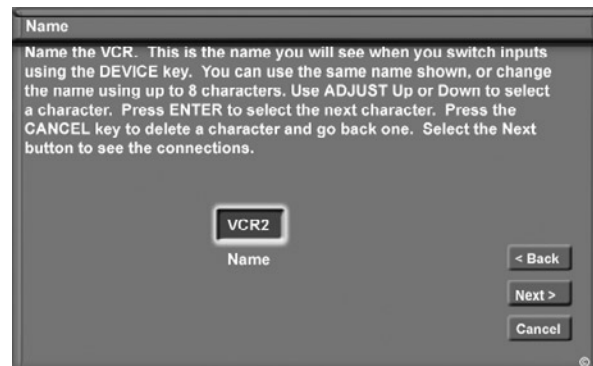 Name
Name the VCR. This is the name you will see when you switch inputs
using the DEVICE key. You can use the same name shown, or change
the name using up to 8 characters. Use ADJUST Up or Down to select
a character. Press ENTER to select the next character. Press the
CANCEL key to delete a character and go back one. Select the Next
button to see the connections.
VCR2
Name
< Back
Next >
Cancel
©